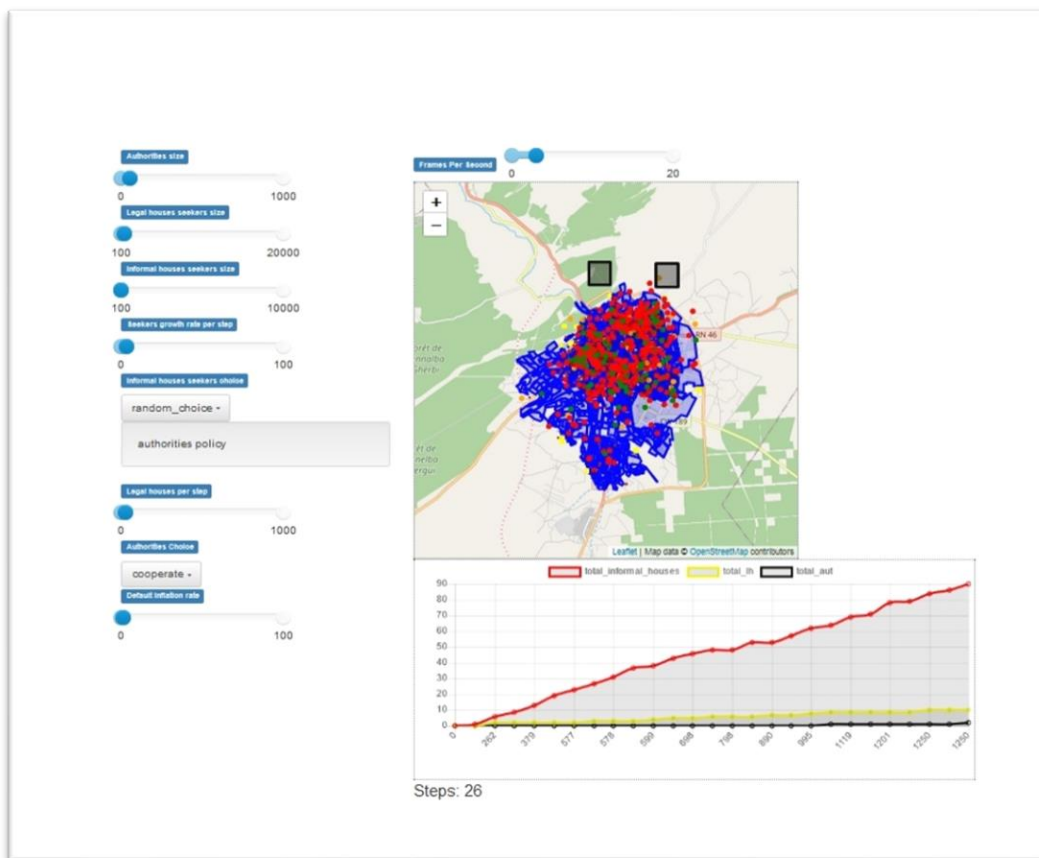 Authorities size
0 1000
Legal houses seekers size
100 20000
Informal houses seekers size
100 10000
Seekers growth rate per step
0 100
Informal houses seekers choice
random_choice
authorities policy
Legal houses per step
0 1000
Authorities Choice
cooperate
Default inflation rate
0 100
Frames Per Second
0 20
+
−
RN 46
Leaflet | Map data © OpenStreetMap contributors
total_informal_houses total_lh total_aut
90
80
70
60
50
40
30
20
10
0
0 262 379 577 578 599 698 798 890 995 1119 1201 1250 1250
Steps: 26